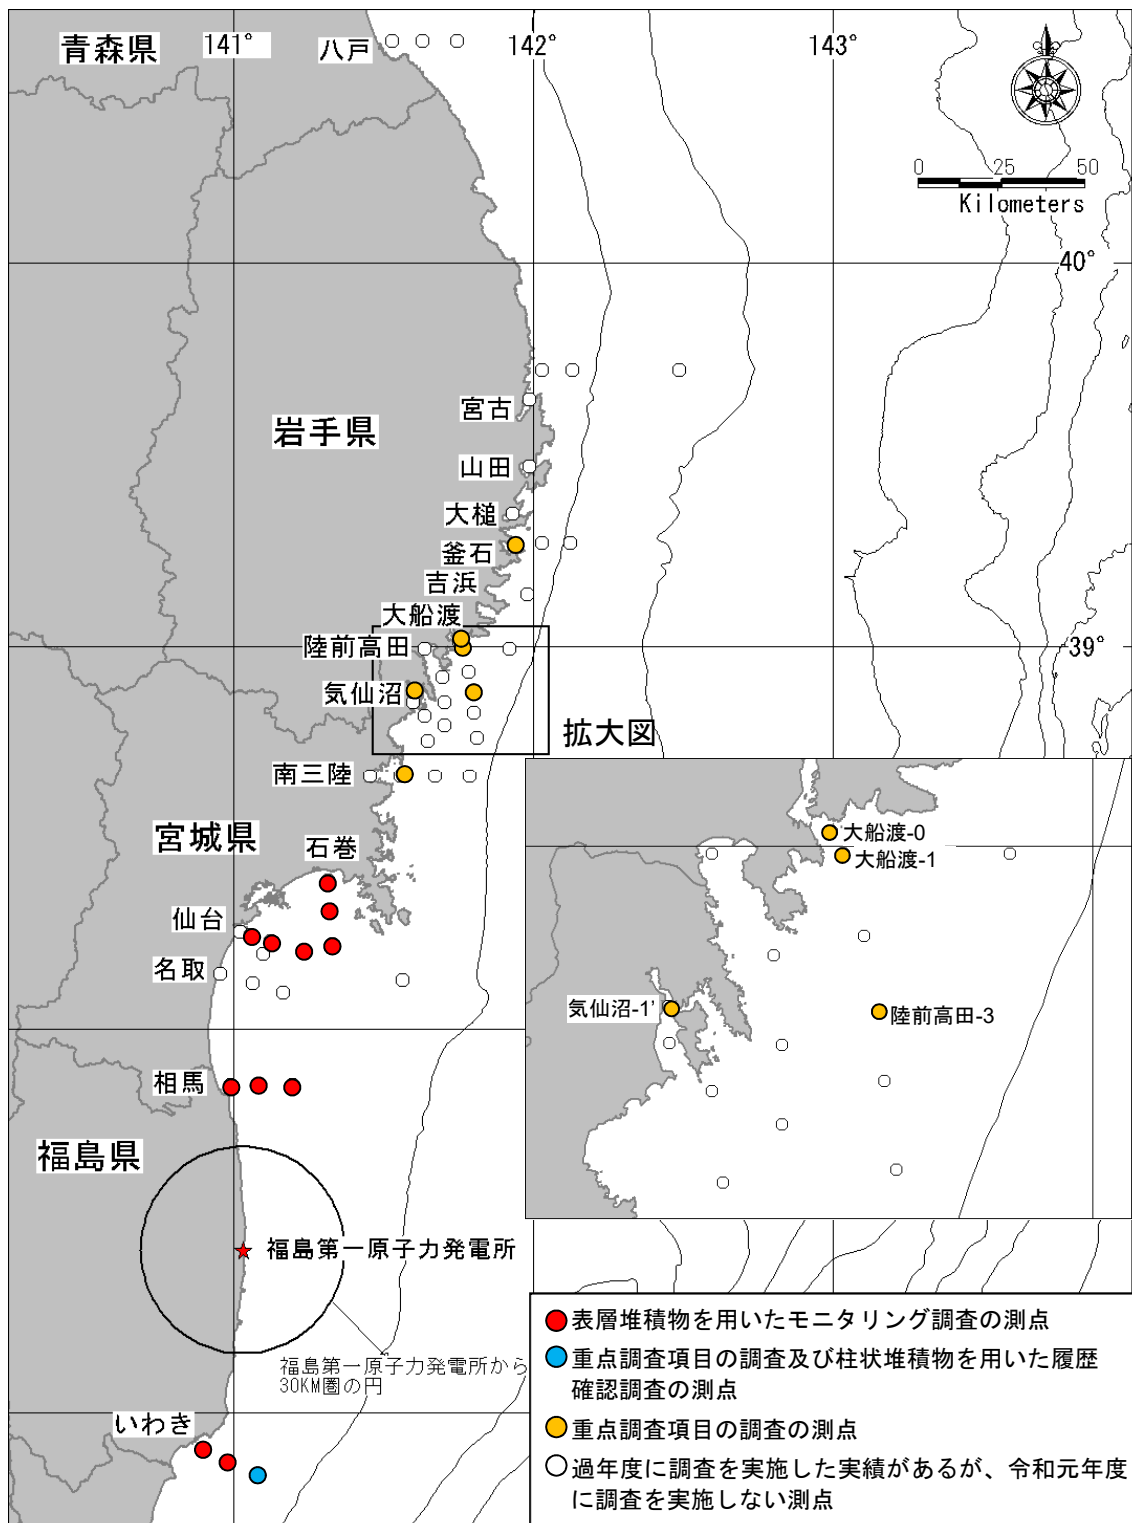 青森県
141°
八戸
142°
143°
0 25 50
Kilometers
40°
宮古
岩手県
山田
大槌
釜石
吉浜
大船渡
陸前高田
39°
気仙沼
拡大図
南三陸
宮城県
石巻
大船渡-0
大船渡-1
仙台
名取
気仙沼-1'
陸前高田-3
相馬
福島県
福島第一原子力発電所
福島第一原子力発電所から
30KM圏の円
いわき
表層堆積物を用いたモニタリング調査の測点
重点調査項目の調査及び柱状堆積物を用いた履歴
確認調査の測点
重点調査項目の調査の測点
過年度に調査を実施した実績があるが、令和元年度
に調査を実施しない測点